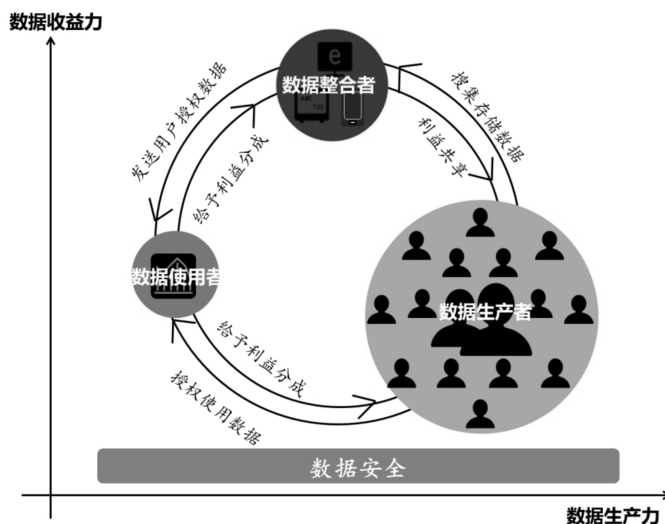 数据收益力
e
数据整合者
ABC
123
发送用户授权数据
给予利益分成
搜集存储数据
利益共享
数据使用者
数据生产者
给予利益分成
授权使用数据
数据安全
数据生产力